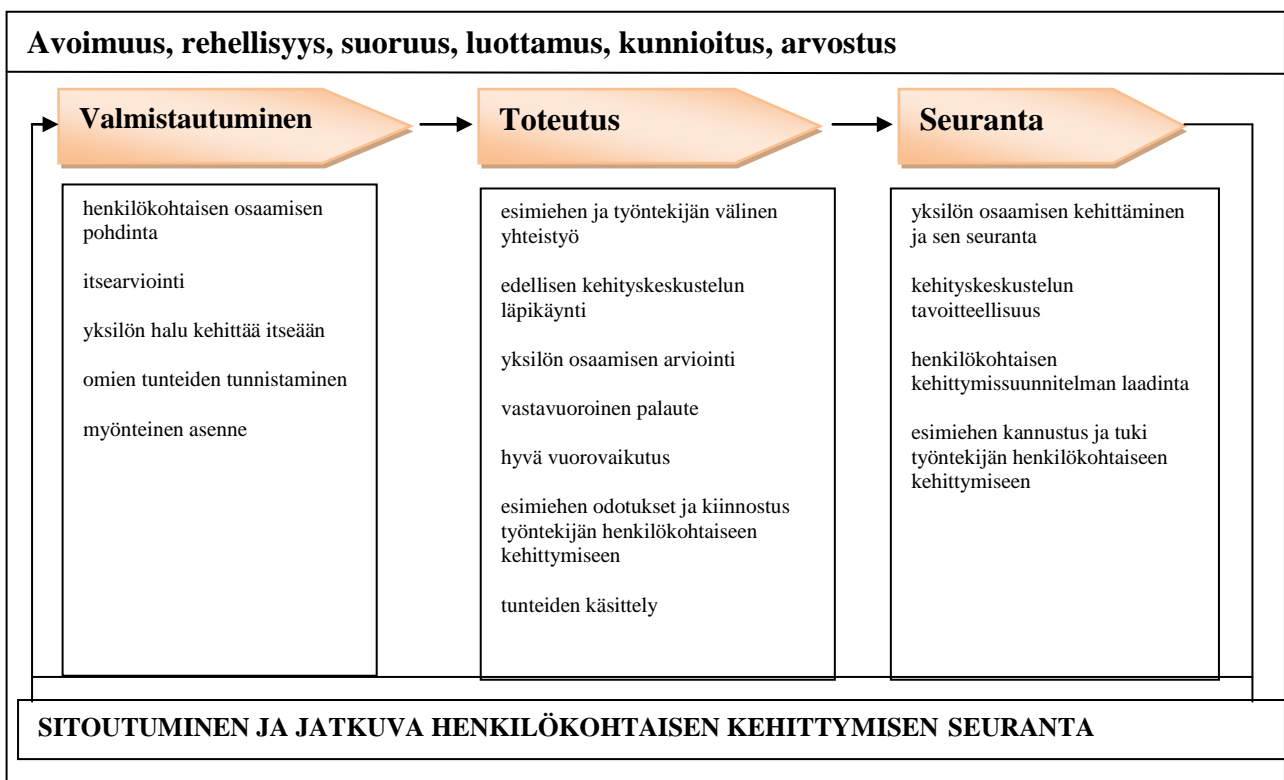 Avoimuus, rehellisyys, suoruus, luottamus, kunnioitus, arvostus
Valmistautuminen
henkilökohtaisen osaamisen
pohdinta
itsearviointi
yksilön halu kehittää itseään
omien tunteiden tunnistaminen
myönteinen asenne
Toteutus
esimiehen ja työntekijän välinen
yhteistyö
edellisen kehityskeskustelun
läpikäynti
yksilön osaamisen arviointi
vastavuoroinen palaute
hyvä vuorovaikutus
esimiehen odotukset ja kiinnostus
työntekijän henkilökohtaiseen
kehittymiseen
tunteiden käsittely
Seuranta
yksilön osaamisen kehittäminen
ja sen seuranta
kehityskeskustelun
tavoitteellisuus
henkilökohtaisen
kehittymissuunnitelman laadinta
esimiehen kannustus ja tuki
työntekijän henkilökohtaiseen
kehittymiseen
SITOUTUMINEN JA JATKUVA HENKILÖKOHTAISEN KEHITTYMISEN SEURANTA